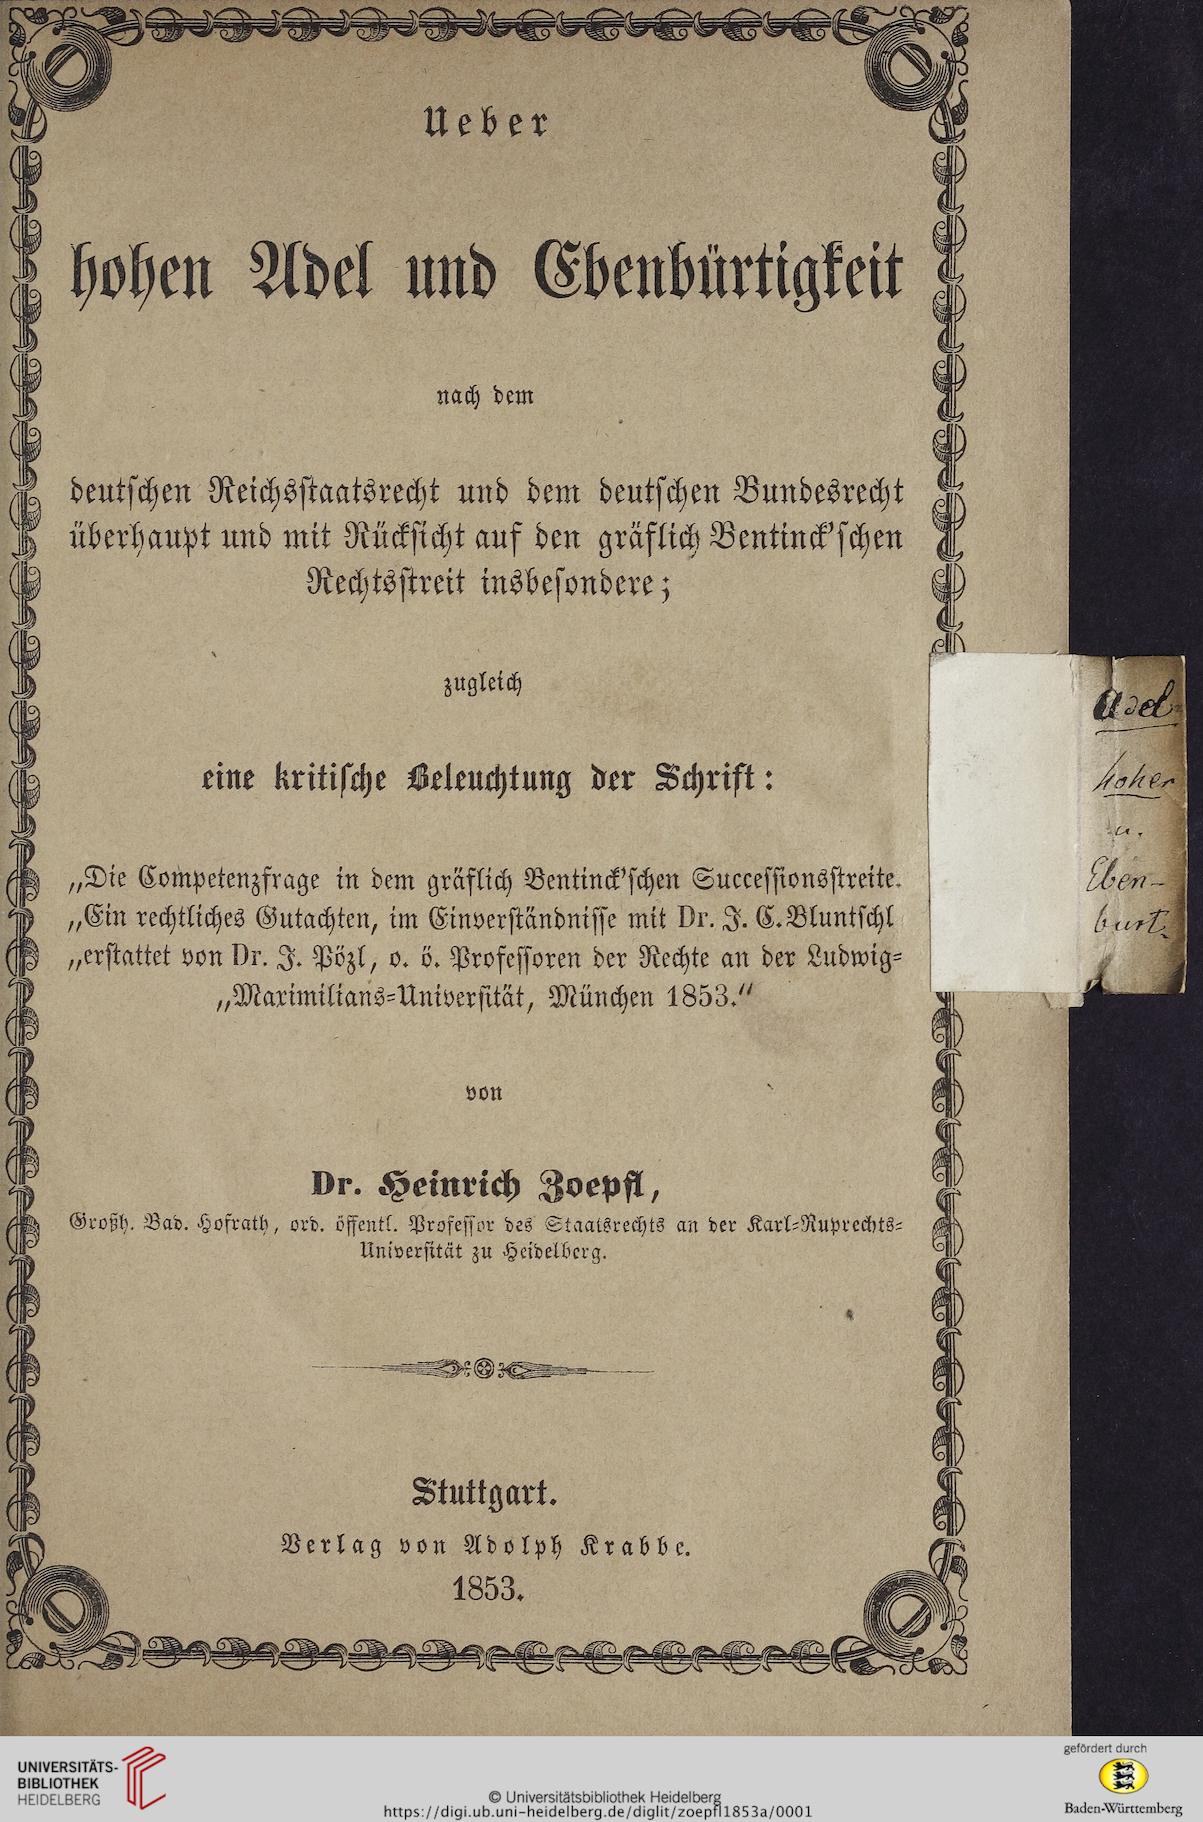 Ueber
hohen Adel und Ebenbürtigkeit
nach dem
deutschen Reichsstaatsrecht und dem deutschen Bundesrecht
überhaupt und mit Rücksicht auf den gräflich Bentinck'schen
Rechtsstreit insbesondere;
zugleich
eine kritische Beleuchtung der Schrift:
„Die Competenzfrage in dem gräflich Bentinck'schen Successionsstreite.
„Ein rechtliches Gutachten, im Einverständnisse mit Dr. J. C. Bluntschl
„erstattet von Dr. J. Pözl, o. ö. Professoren der Rechte an der Ludwig-
„Maximilians-Universität, München 1853.“
von
Dr. Heinrich Zoepfl,
Großh. Bad. Hofrath, ord. öffentl. Professor des Staatsrechts an der Karl-Ruprechts-
Universität zu Heidelberg.
Stuttgart.
Verlag von Adolph Krabbe.
1853.
Adel
hoher
u.
Eben-
burt.
UNIVERSITÄTS-
BIBLIOTHEK
HEIDELBERG
© Universitätsbibliothek Heidelberg
https://digi.ub.uni-heidelberg.de/diglit/zoepfl1853a/0001
gefördert durch
Baden-Württemberg